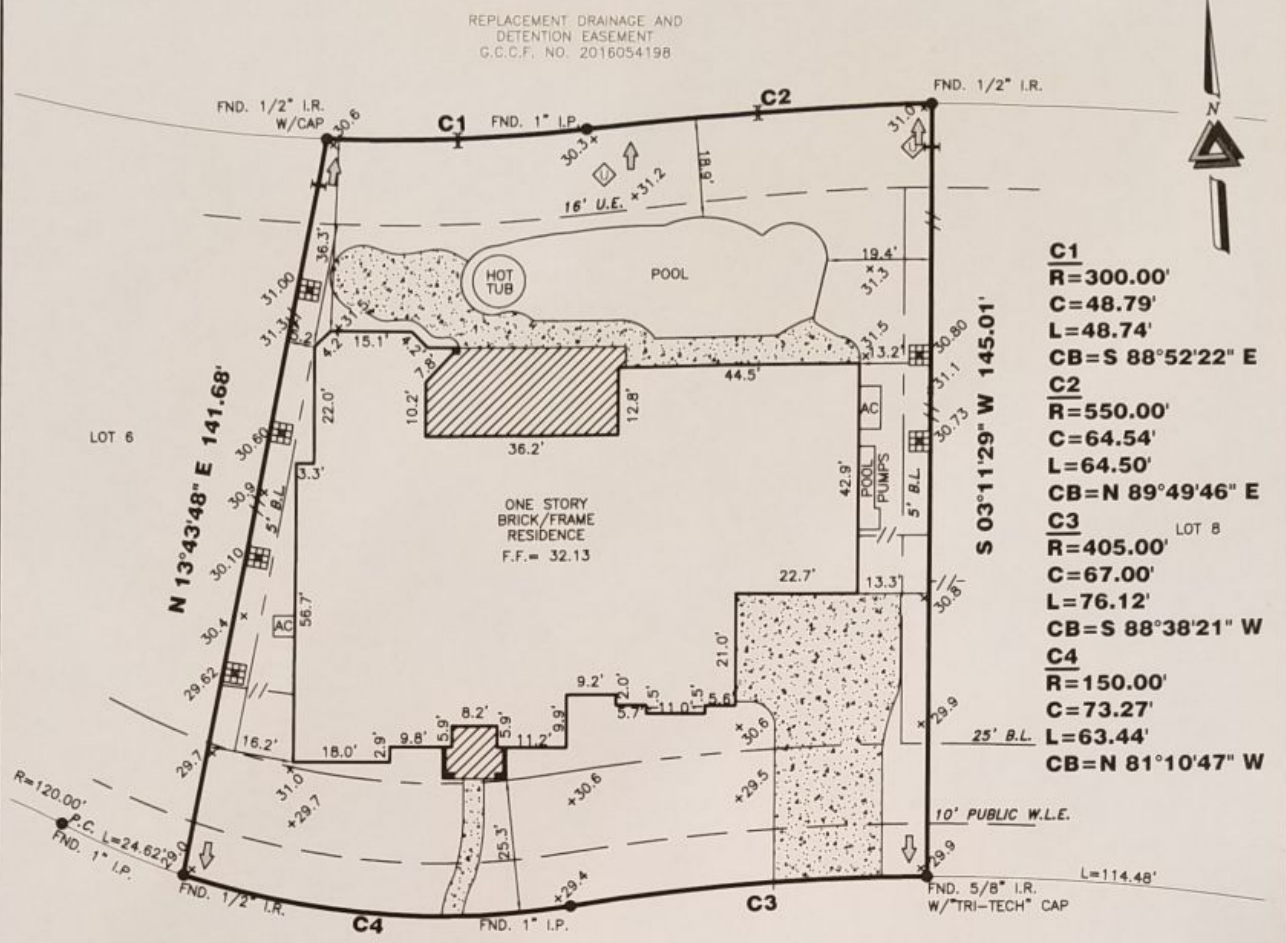 REPLACEMENT DRAINAGE AND
DETENTION EASEMENT
G.C.C.F. NO. 2016054198
FND. 1/2" I.R.
W/CAP
30.6
C1
FND. 1" I.P.
30.3
C2
FND. 1/2" I.R.
31.0
N
U
U
31.2
16' U.E.
18.9'
36.3'
HOT
TUB
POOL
19.4'
31.3
31.00
31.5
4.2'
15.1'
4.2'
7.8'
31.5
13.2'
30.80
44.5'
31.1
22.0'
10.2'
12.8'
36.2'
AC
30.73
LOT 6
N 13°43'48" E 141.68'
30.60
3.3'
30.9
5' B.L.
30.10
30.4
AC
56.7'
29.62
ONE STORY
BRICK/FRAME
RESIDENCE
F.F.= 32.13
42.9'
POOL
PUMPS
5' B.L.
S 03°11'29" W 145.01'
LOT 8
22.7'
13.3'
30.8
21.0'
9.2'
2.0'
5.7'
1.5'
11.0'
1.5'
5.6'
9.9'
8.2'
5.9'
5.9'
11.2'
9.8'
2.9'
18.0'
16.2'
29.7
31.0
29.7
30.6
30.6
29.5
29.9
25' B.L.
10' PUBLIC W.L.E.
25.3'
R=120.00'
P.C.
L=24.62'
FND. 1" I.P.
29.0
FND. 1/2" I.R.
C4
FND. 1" I.P.
29.4
C3
29.9
FND. 5/8" I.R.
W/"TRI-TECH" CAP
L=114.48'
C1
R=300.00'
C=48.79'
L=48.74'
CB=S 88°52'22" E
C2
R=550.00'
C=64.54'
L=64.50'
CB=N 89°49'46" E
C3
R=405.00'
C=67.00'
L=76.12'
CB=S 88°38'21" W
C4
R=150.00'
C=73.27'
L=63.44'
CB=N 81°10'47" W